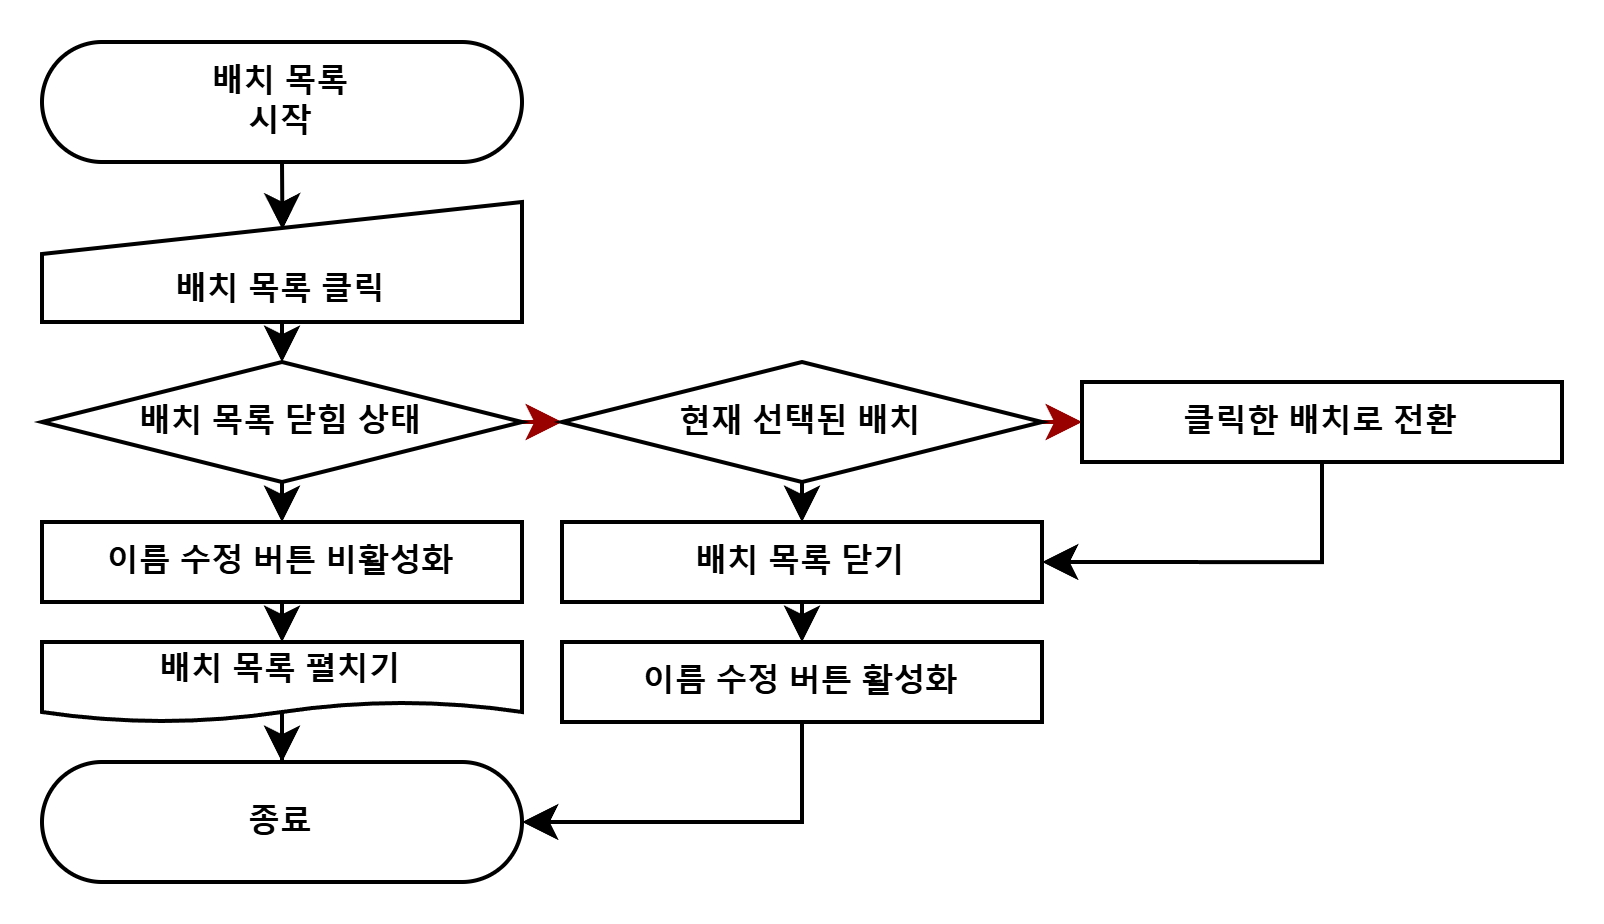 배치 목록
시작
배치 목록 클릭
배치 목록 닫힘 상태
현재 선택된 배치
클릭한 배치로 전환
이름 수정 버튼 비활성화
배치 목록 닫기
배치 목록 펼치기
이름 수정 버튼 활성화
종료